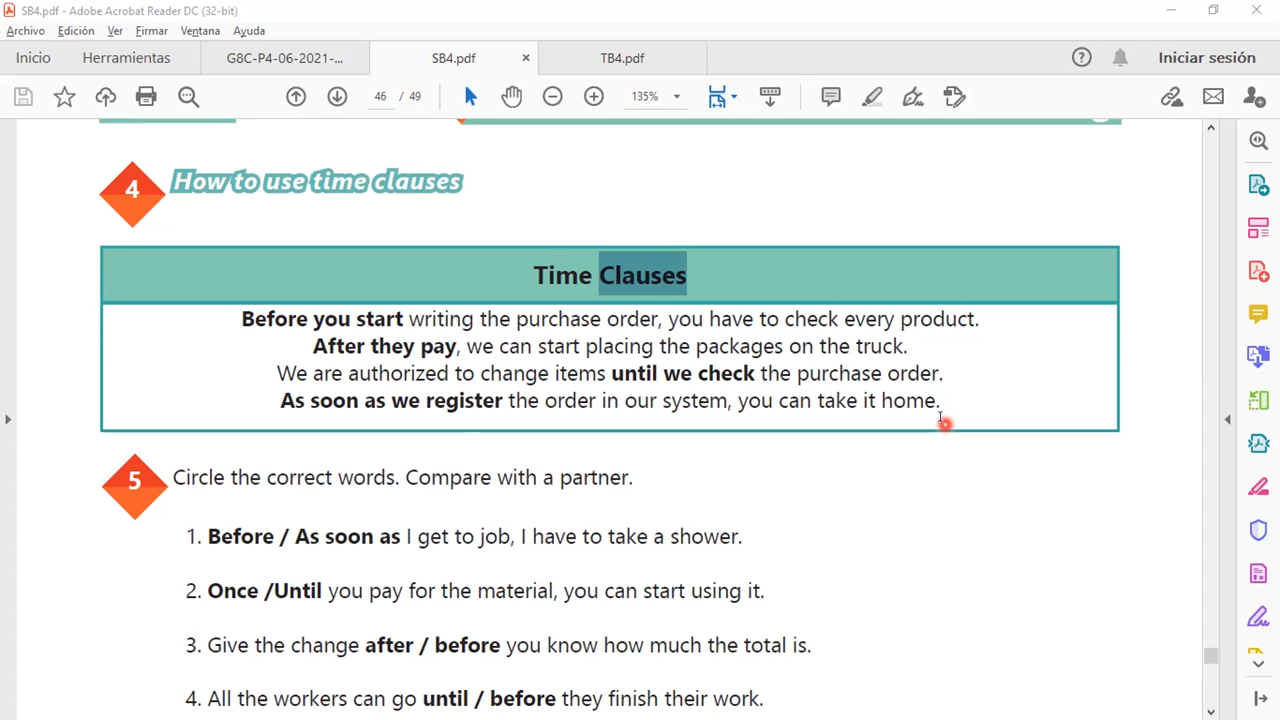 SB4.pdf - Adobe Acrobat Reader DC (32-bit)
Archivo Edición Ver Firmar Ventana Ayuda
Inicio Herramientas G8C-P4-06-2021-... SB4.pdf × TB4.pdf Iniciar sesión
46 / 49 135%
4 How to use time clauses
Time Clauses
Before you start writing the purchase order, you have to check every product.
After they pay, we can start placing the packages on the truck.
We are authorized to change items until we check the purchase order.
As soon as we register the order in our system, you can take it home.
5 Circle the correct words. Compare with a partner.
1. Before / As soon as I get to job, I have to take a shower.
2. Once /Until you pay for the material, you can start using it.
3. Give the change after / before you know how much the total is.
4. All the workers can go until / before they finish their work.